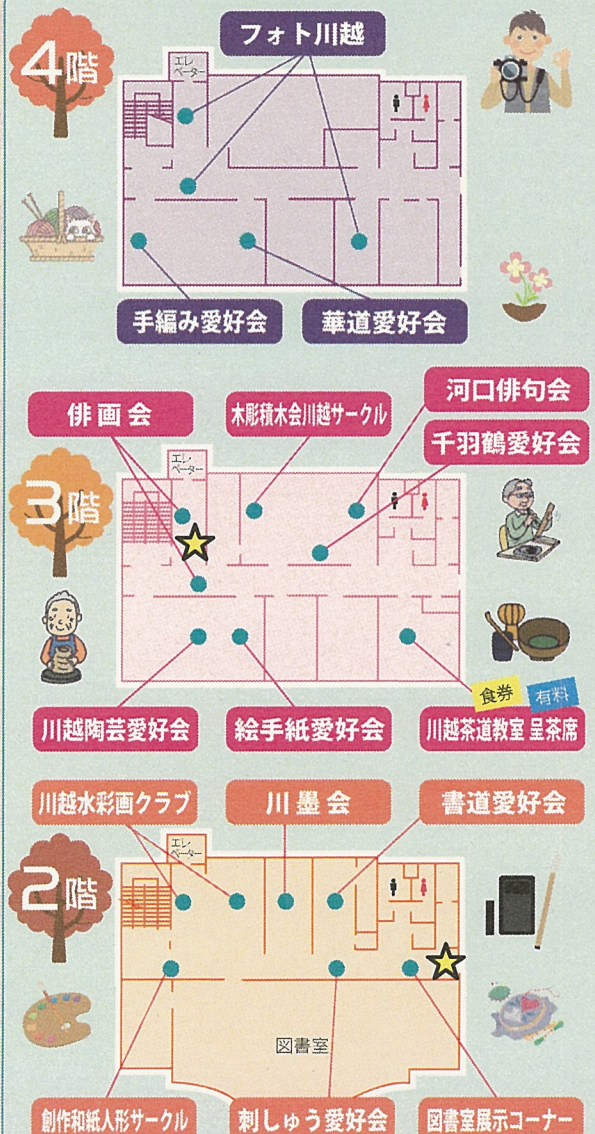 フォト川越
4階
エレ
ベーター
手編み愛好会
華道愛好会
河口俳句会
俳画会
木彫積木会川越サークル
千羽鶴愛好会
3階
エレ
ベーター
食券
有料
川越陶芸愛好会
絵手紙愛好会
川越茶道教室 呈茶席
川越水彩画クラブ
川墨会
書道愛好会
2階
エレ
ベーター
図書室
創作和紙人形サークル
刺しゅう愛好会
図書室展示コーナー